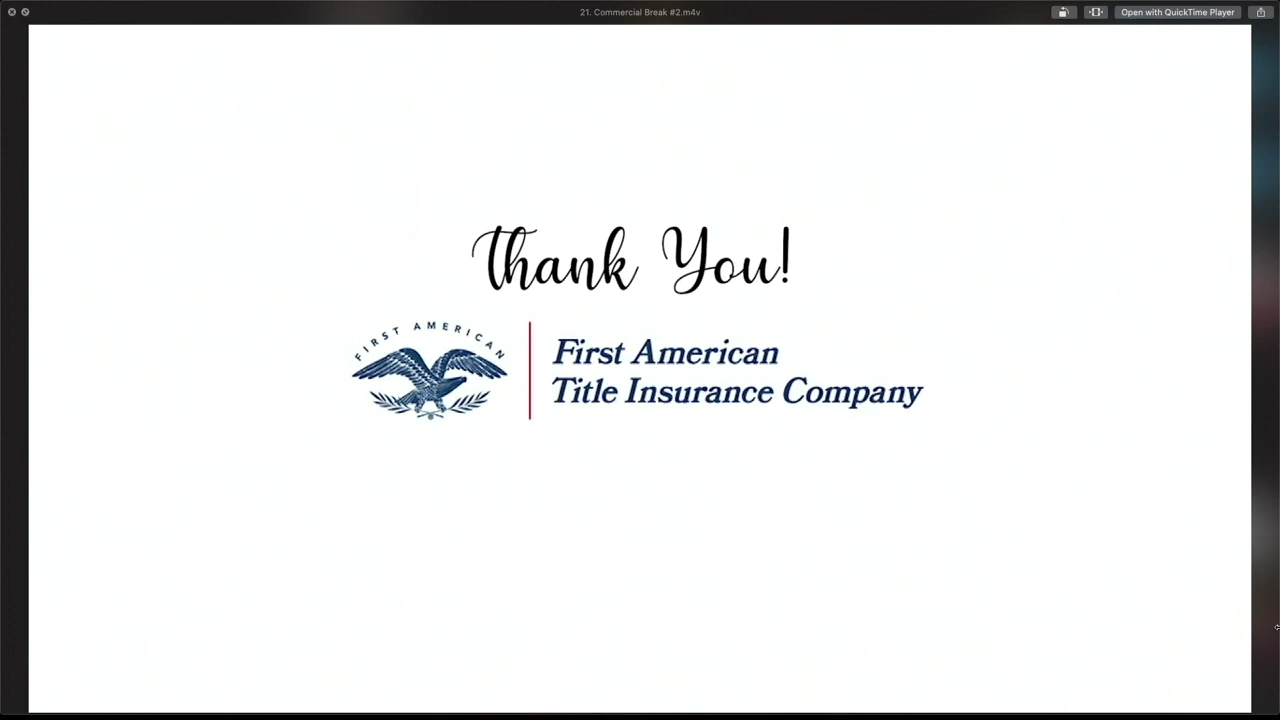 21. Commercial Break #2.m4v
Open with QuickTime Player
Thank You!
FIRST AMERICAN
First American
Title Insurance Company